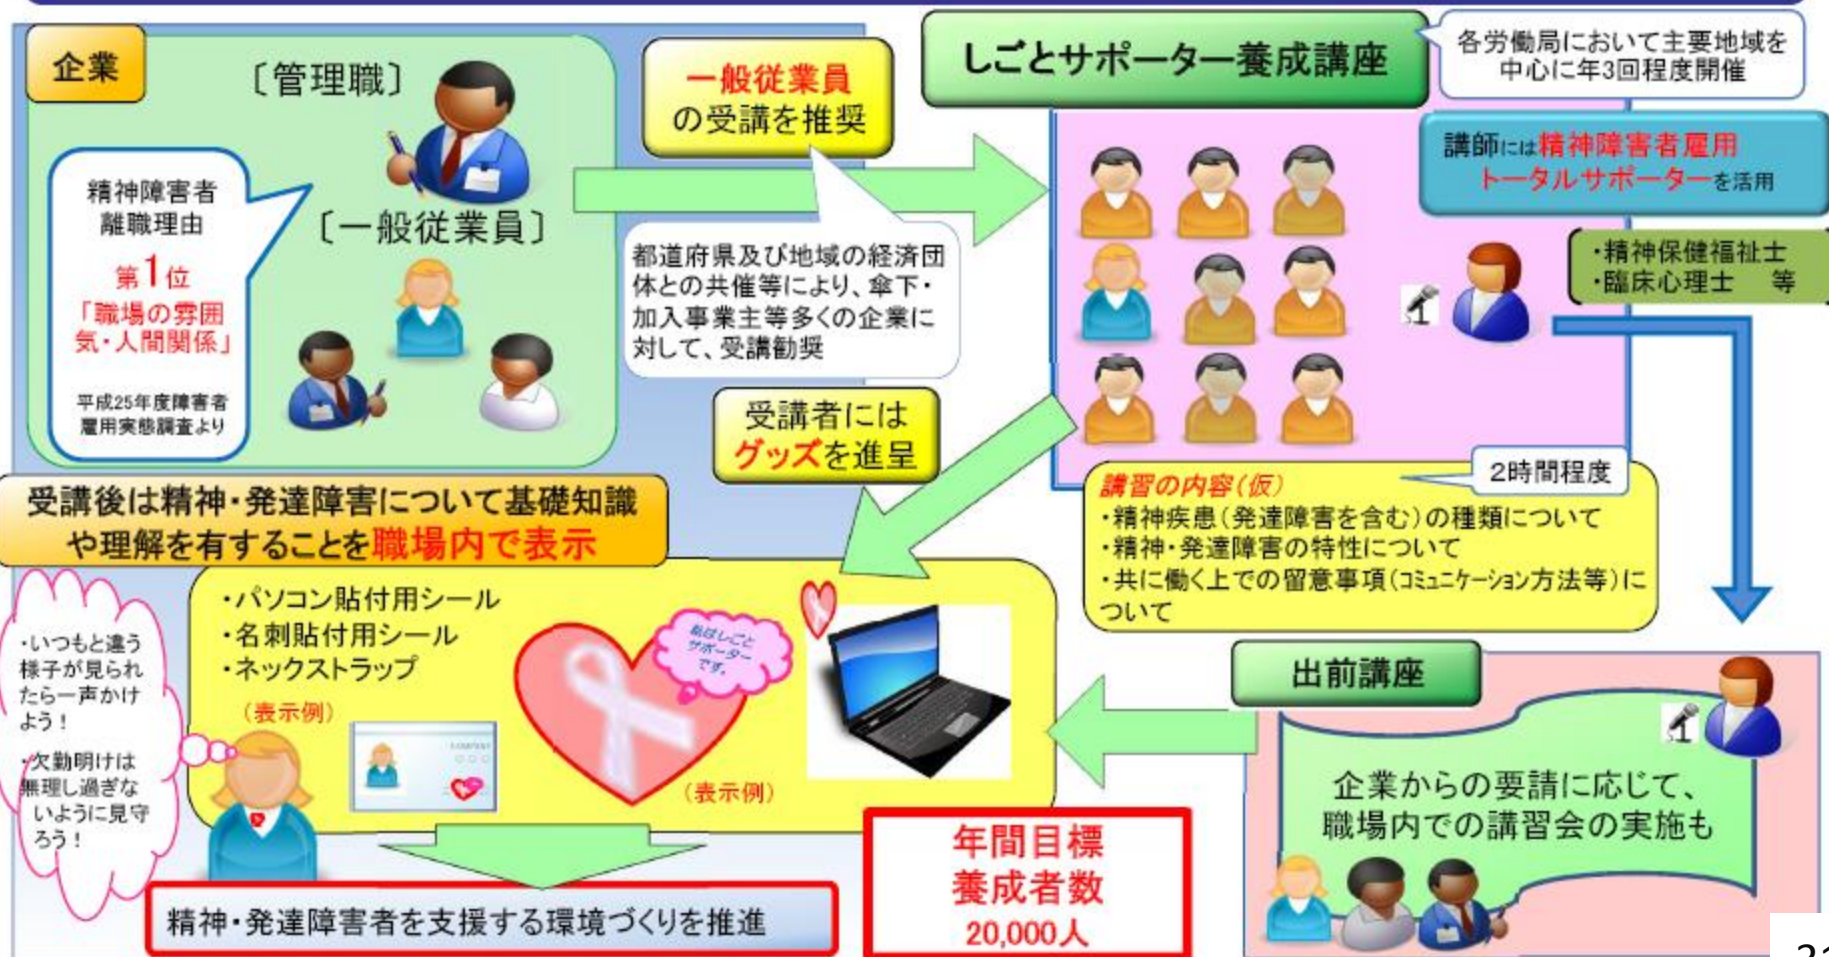 企業
〔管理職〕
精神障害者
離職理由
第1位
「職場の雰囲
気・人間関係」
平成25年度障害者
雇用実態調査より
〔一般従業員〕
一般従業員
の受講を推奨
都道府県及び地域の経済団
体との共催等により、傘下・
加入事業主等多くの企業に
対して、受講勧奨
しごとサポーター養成講座
各労働局において主要地域を
中心に年3回程度開催
講師には精神障害者雇用
トータルサポーターを活用
・精神保健福祉士
・臨床心理士 等
受講者には
グッズを進呈
2時間程度
講習の内容(仮)
・精神疾患(発達障害を含む)の種類について
・精神・発達障害の特性について
・共に働く上での留意事項(コミュニケーション方法等)に
ついて
受講後は精神・発達障害について基礎知識
や理解を有することを職場内で表示
・パソコン貼付用シール
・名刺貼付用シール
・ネックストラップ
(表示例)
COMPANY
私はしごと
サポーター
です。
(表示例)
・いつもと違う
様子が見られ
たら一声かけ
よう!
・欠勤明けは
無理し過ぎな
いように見守
ろう!
出前講座
企業からの要請に応じて、
職場内での講習会の実施も
年間目標
養成者数
20,000人
精神・発達障害者を支援する環境づくりを推進